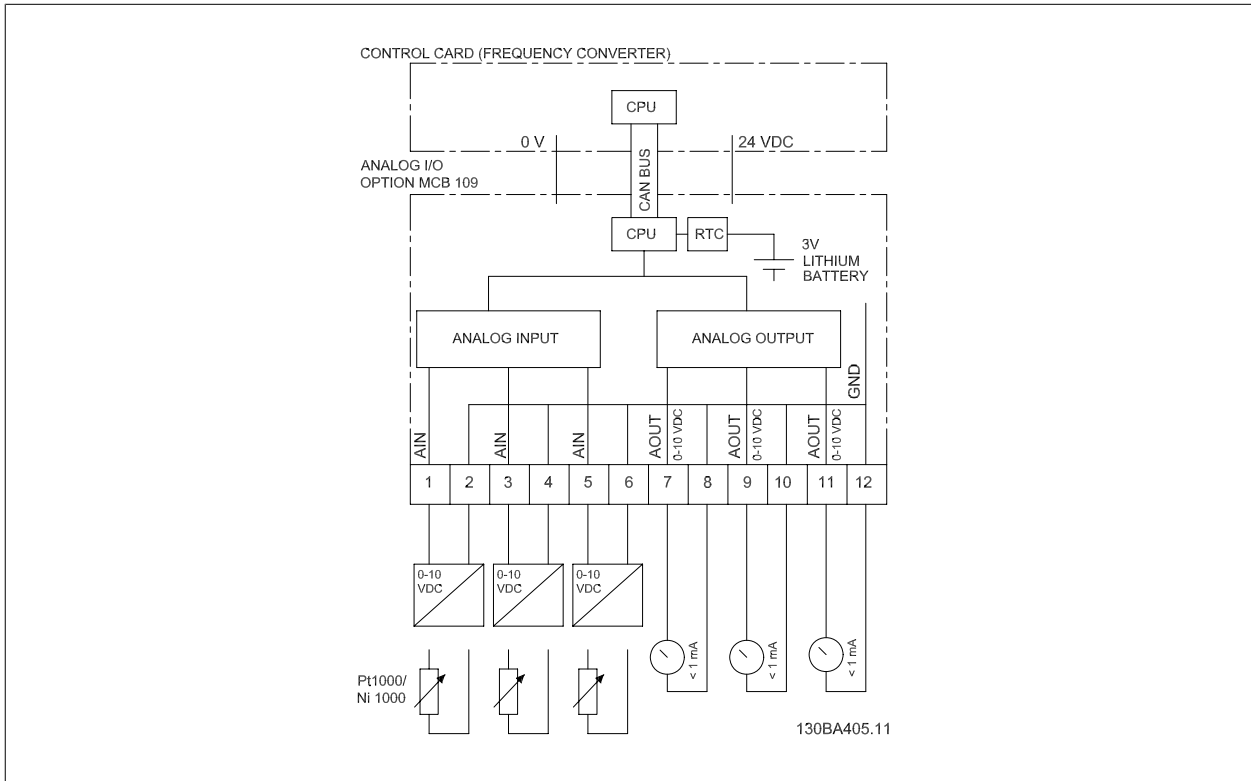 CONTROL CARD (FREQUENCY CONVERTER)
CPU
0 V
24 VDC
CAN BUS
ANALOG I/O
OPTION MCB 109
CPU
RTC
3V
LITHIUM
BATTERY
ANALOG INPUT
ANALOG OUTPUT
GND
AIN
AIN
AIN
AOUT
0-10 VDC
AOUT
0-10 VDC
AOUT
0-10 VDC
1
2
3
4
5
6
7
8
9
10
11
12
0-10
VDC
0-10
VDC
0-10
VDC
< 1 mA
< 1 mA
< 1 mA
Pt1000/
Ni 1000
130BA405.11